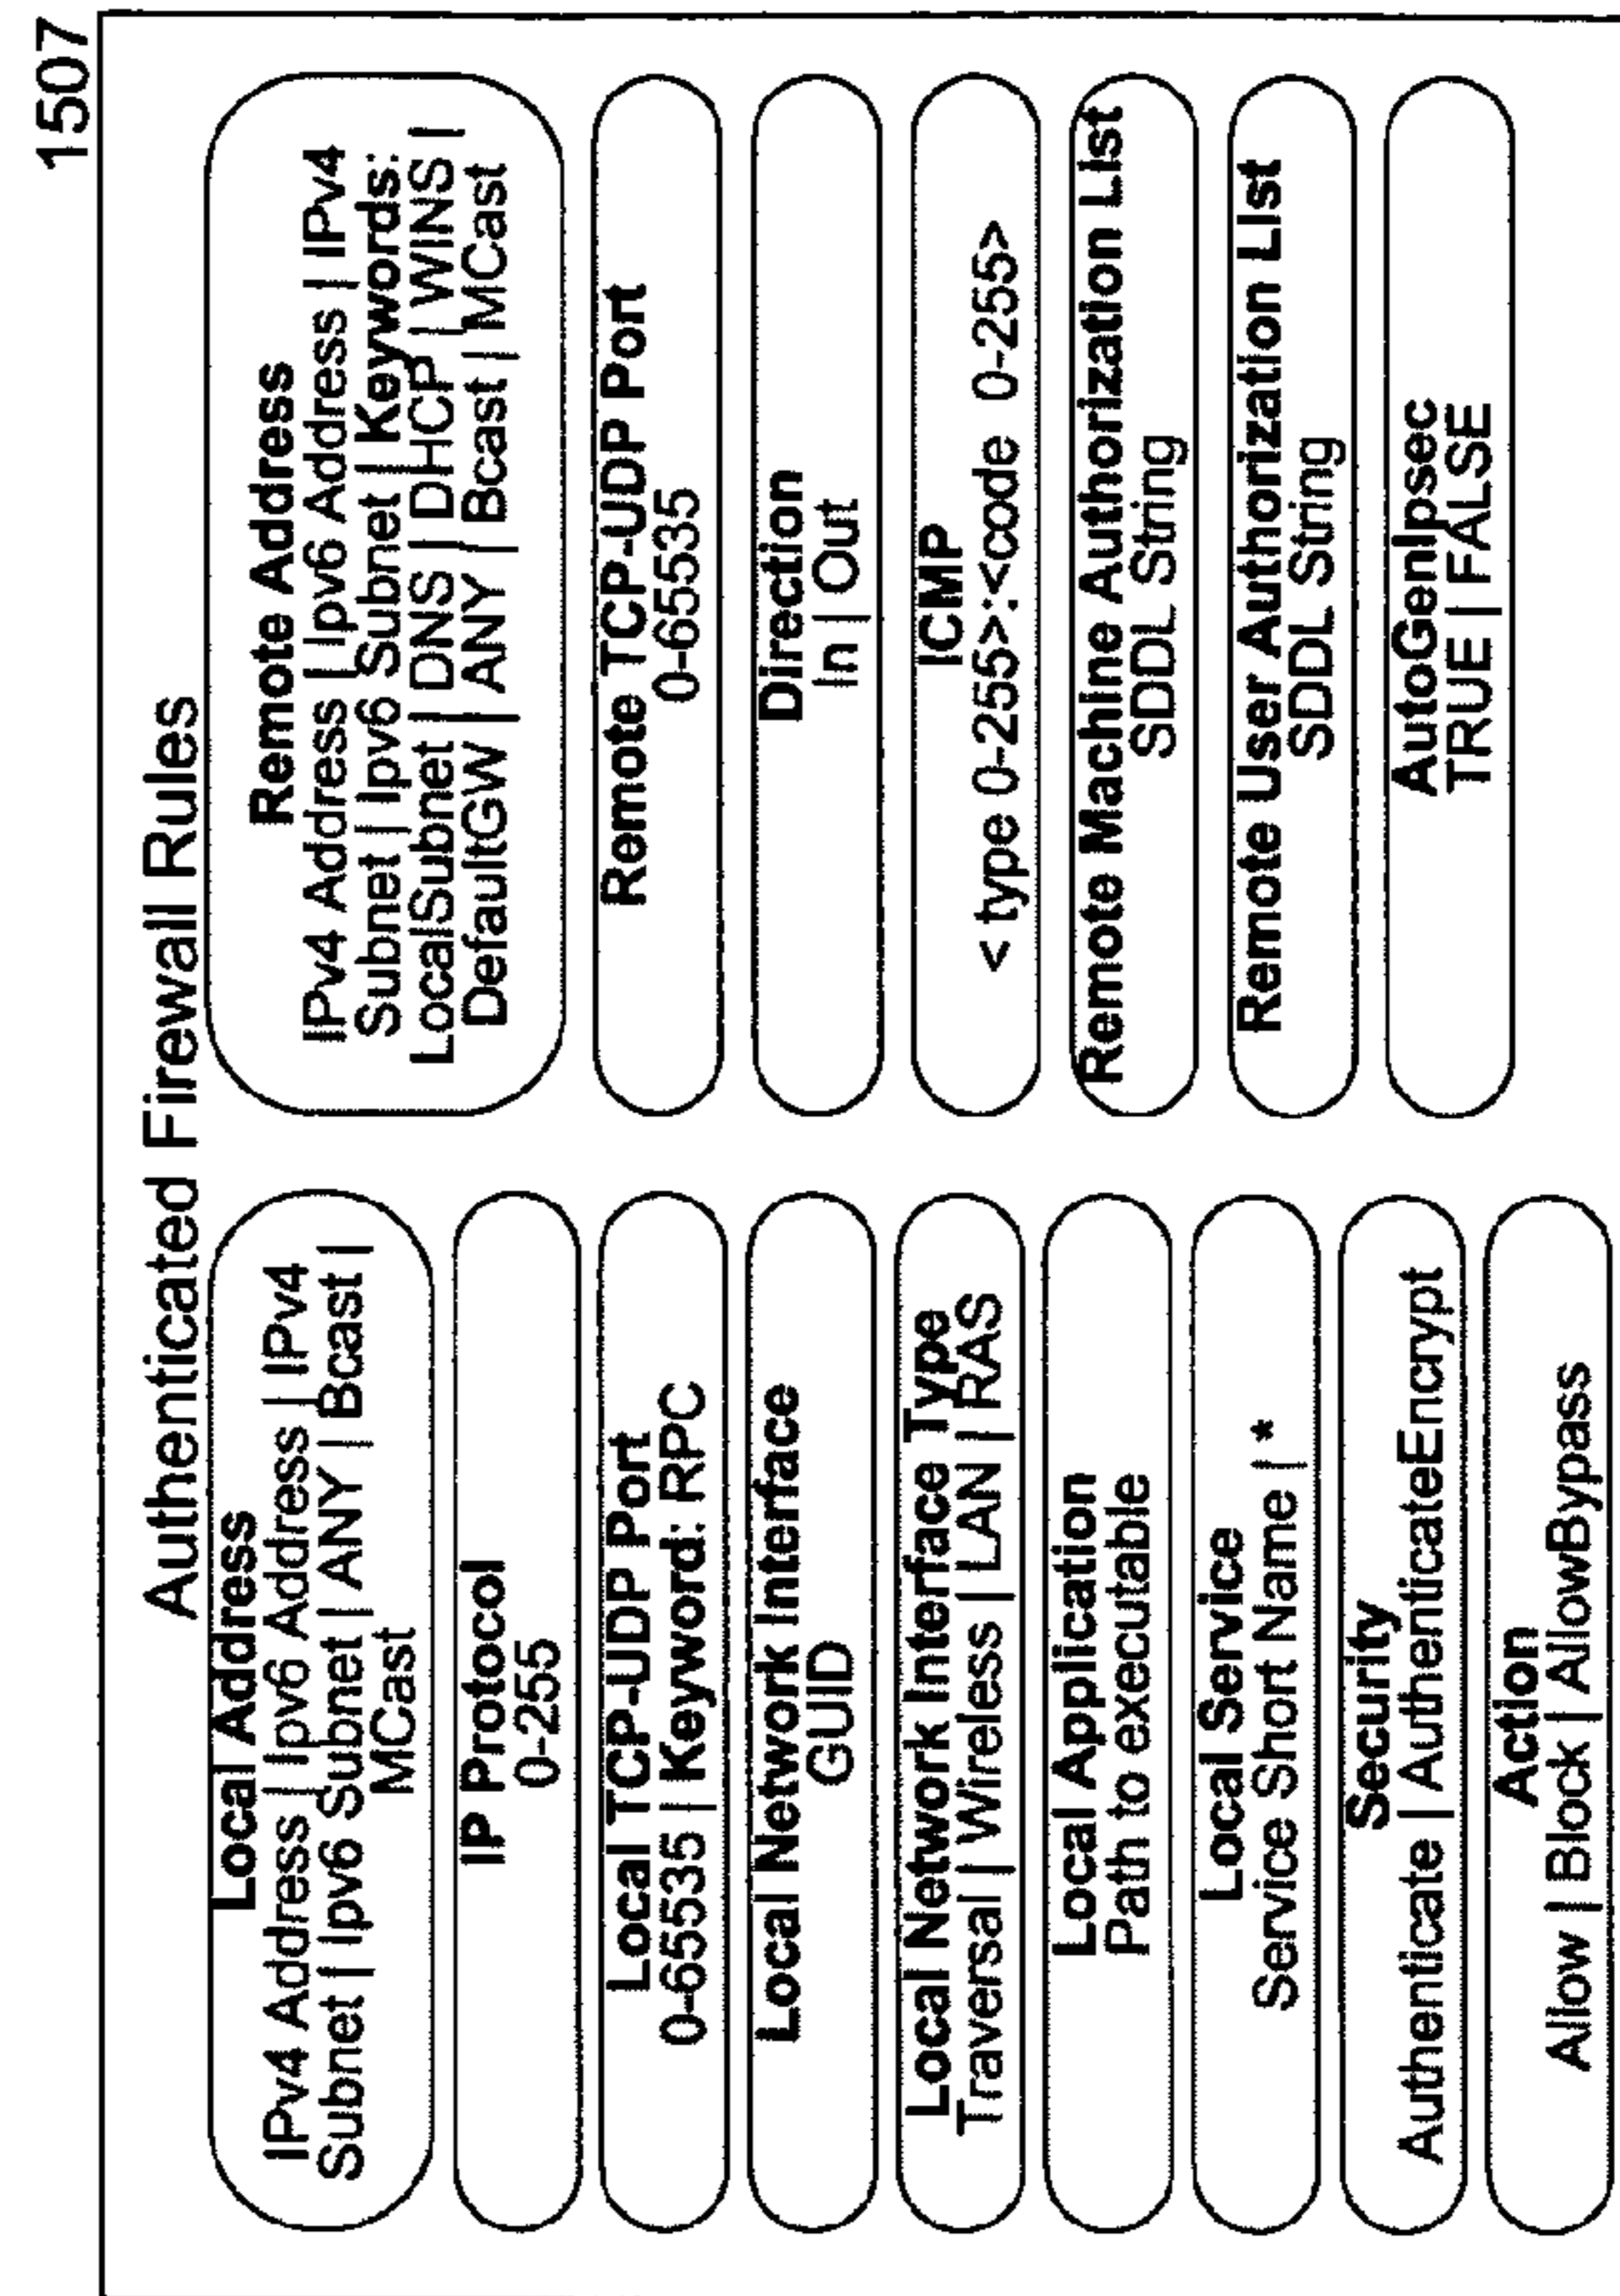 1507
Authenticated Firewall Rules
Local Address
IPv4 Address | Ipv6 Address | IPv4
Subnet | Ipv6 Subnet | ANY | Bcast |
MCast
IP Protocol
0-255
Local TCP-UDP Port
0-65535 | Keyword: RPC
Local Network Interface
GUID
Local Network Interface Type
Traversal | Wireless | LAN | RAS
Local Application
Path to executable
Local Service
Service Short Name | *
Security
Authenticate | AuthenticateEncrypt
Action
Allow | Block | AllowBypass
Remote Address
IPv4 Address | Ipv6 Address | IPv4
Subnet | Ipv6 Subnet | Keywords:
LocalSubnet | DNS | DHCP | WINS |
DefaultGW | ANY | Bcast | MCast
Remote TCP-UDP Port
0-65535
Direction
In | Out
ICMP
< type 0-255>:<code 0-255>
Remote Machine Authorization LIst
SDDL String
Remote User Authorization LIst
SDDL String
AutoGenIpsec
TRUE | FALSE